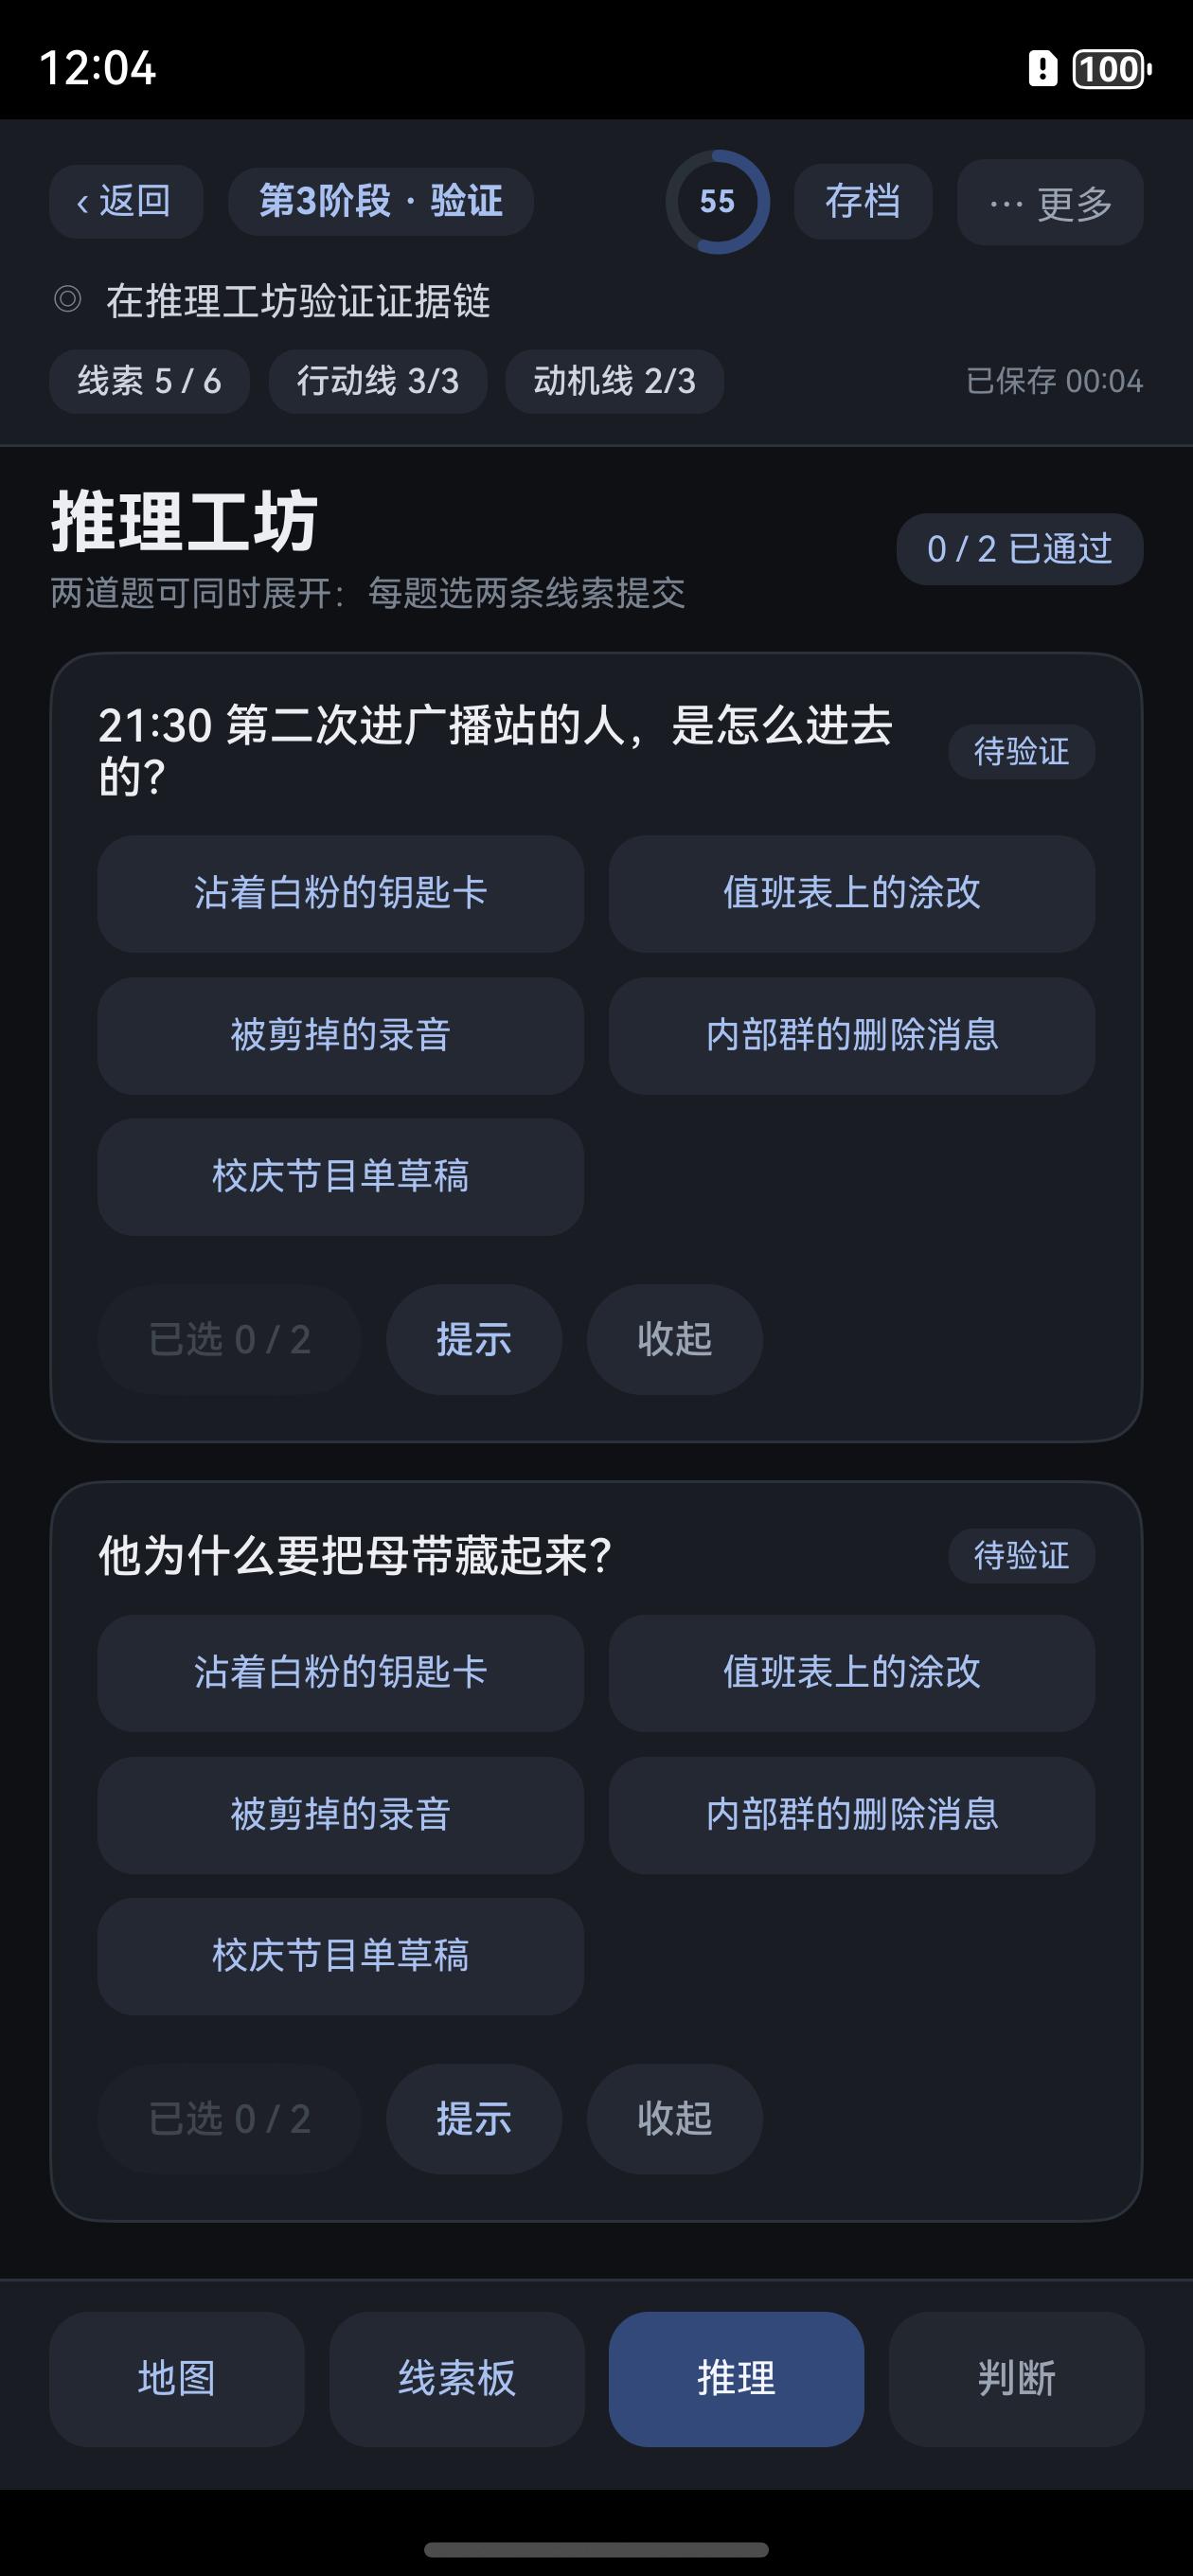 12:04
100
‹ 返回
第3阶段 · 验证
55
存档
··· 更多
◎ 在推理工坊验证证据链
线索 5 / 6
行动线 3/3
动机线 2/3
已保存 00:04
推理工坊
0 / 2 已通过
两道题可同时展开：每题选两条线索提交
21:30 第二次进广播站的人，是怎么进去
的？
待验证
沾着白粉的钥匙卡
值班表上的涂改
被剪掉的录音
内部群的删除消息
校庆节目单草稿
已选 0 / 2
提示
收起
他为什么要把母带藏起来？
待验证
沾着白粉的钥匙卡
值班表上的涂改
被剪掉的录音
内部群的删除消息
校庆节目单草稿
已选 0 / 2
提示
收起
地图
线索板
推理
判断